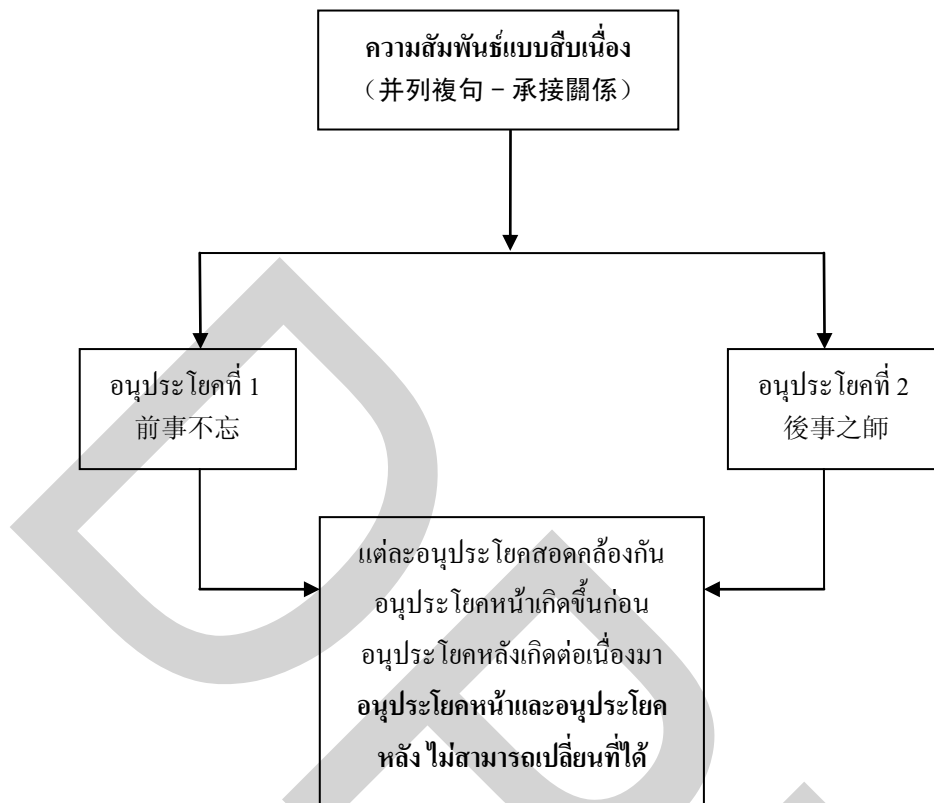 ความสัมพันธ์แบบสืบเนื่อง
（并列複句 – 承接關係）
อนุประโยคที่ 1
前事不忘
อนุประโยคที่ 2
後事之師
แต่ละอนุประโยคสอดคล้องกัน
อนุประโยคหน้าเกิดขึ้นก่อน
อนุประโยคหลังเกิดต่อเนื่องมา
อนุประโยคหน้าและอนุประโยค
หลัง ไม่สามารถเปลี่ยนที่ได้